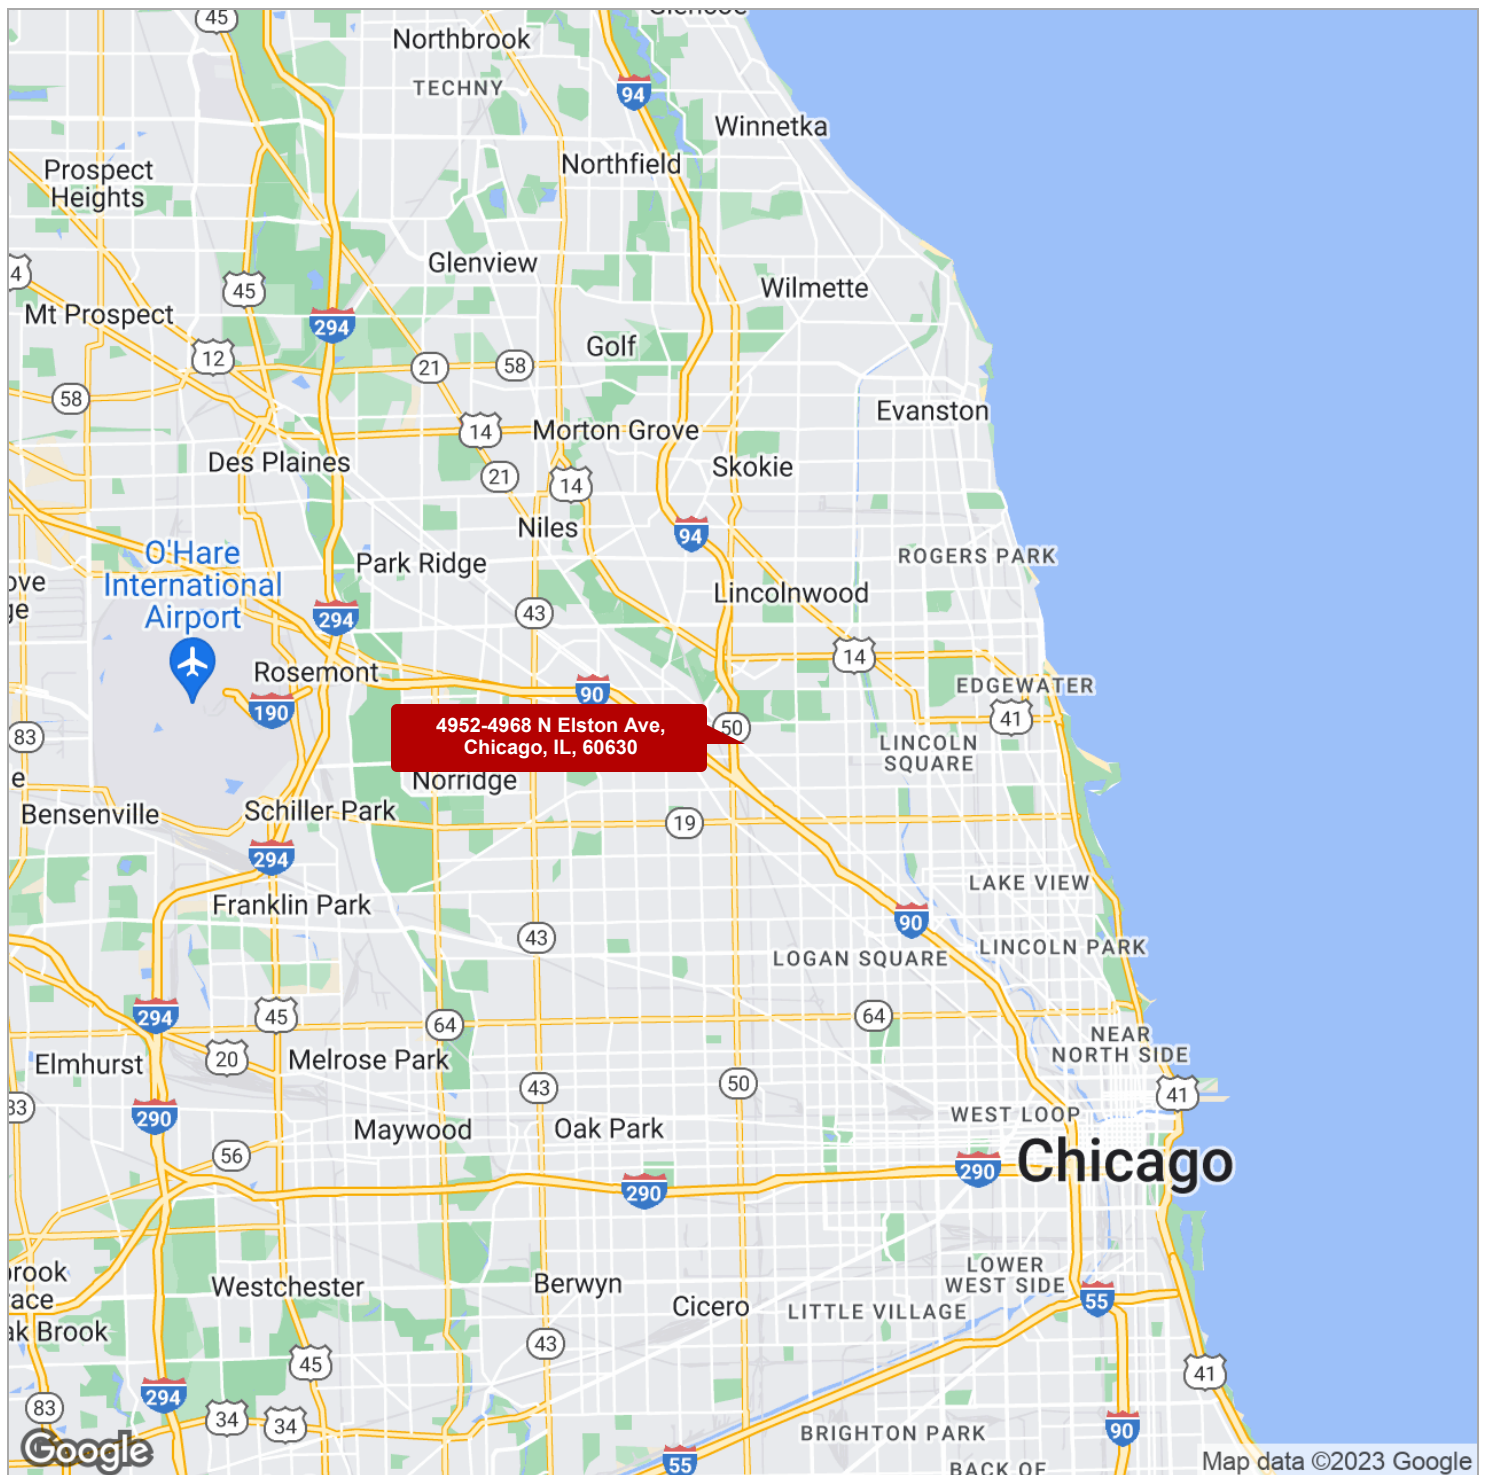 45
Northbrook
TECHNY
94
Winnetka
Northfield
Prospect
Heights
Glenview
Wilmette
4
45
Mt Prospect
294
12
Golf
21
58
58
Evanston
14
Morton Grove
Des Plaines
Skokie
21
14
Niles
94
O'Hare
International
Airport
Park Ridge
ROGERS PARK
Lincolnwood
43
294
14
Rosemont
EDGEWATER
90
190
41
50
4952-4968 N Elston Ave,
Chicago, IL, 60630
83
LINCOLN
SQUARE
e
Norridge
Bensenville
Schiller Park
19
294
LAKE VIEW
Franklin Park
90
43
LINCOLN PARK
LOGAN SQUARE
294
45
64
64
NEAR
NORTH SIDE
Elmhurst
20
Melrose Park
43
50
41
290
WEST LOOP
Maywood
Oak Park
56
Chicago
290
290
LOWER
WEST SIDE
Westchester
Berwyn
Cicero
LITTLE VILLAGE
55
ak Brook
43
45
41
294
83
34
34
90
BRIGHTON PARK
Google
55
BACK OF
Map data ©2023 Google